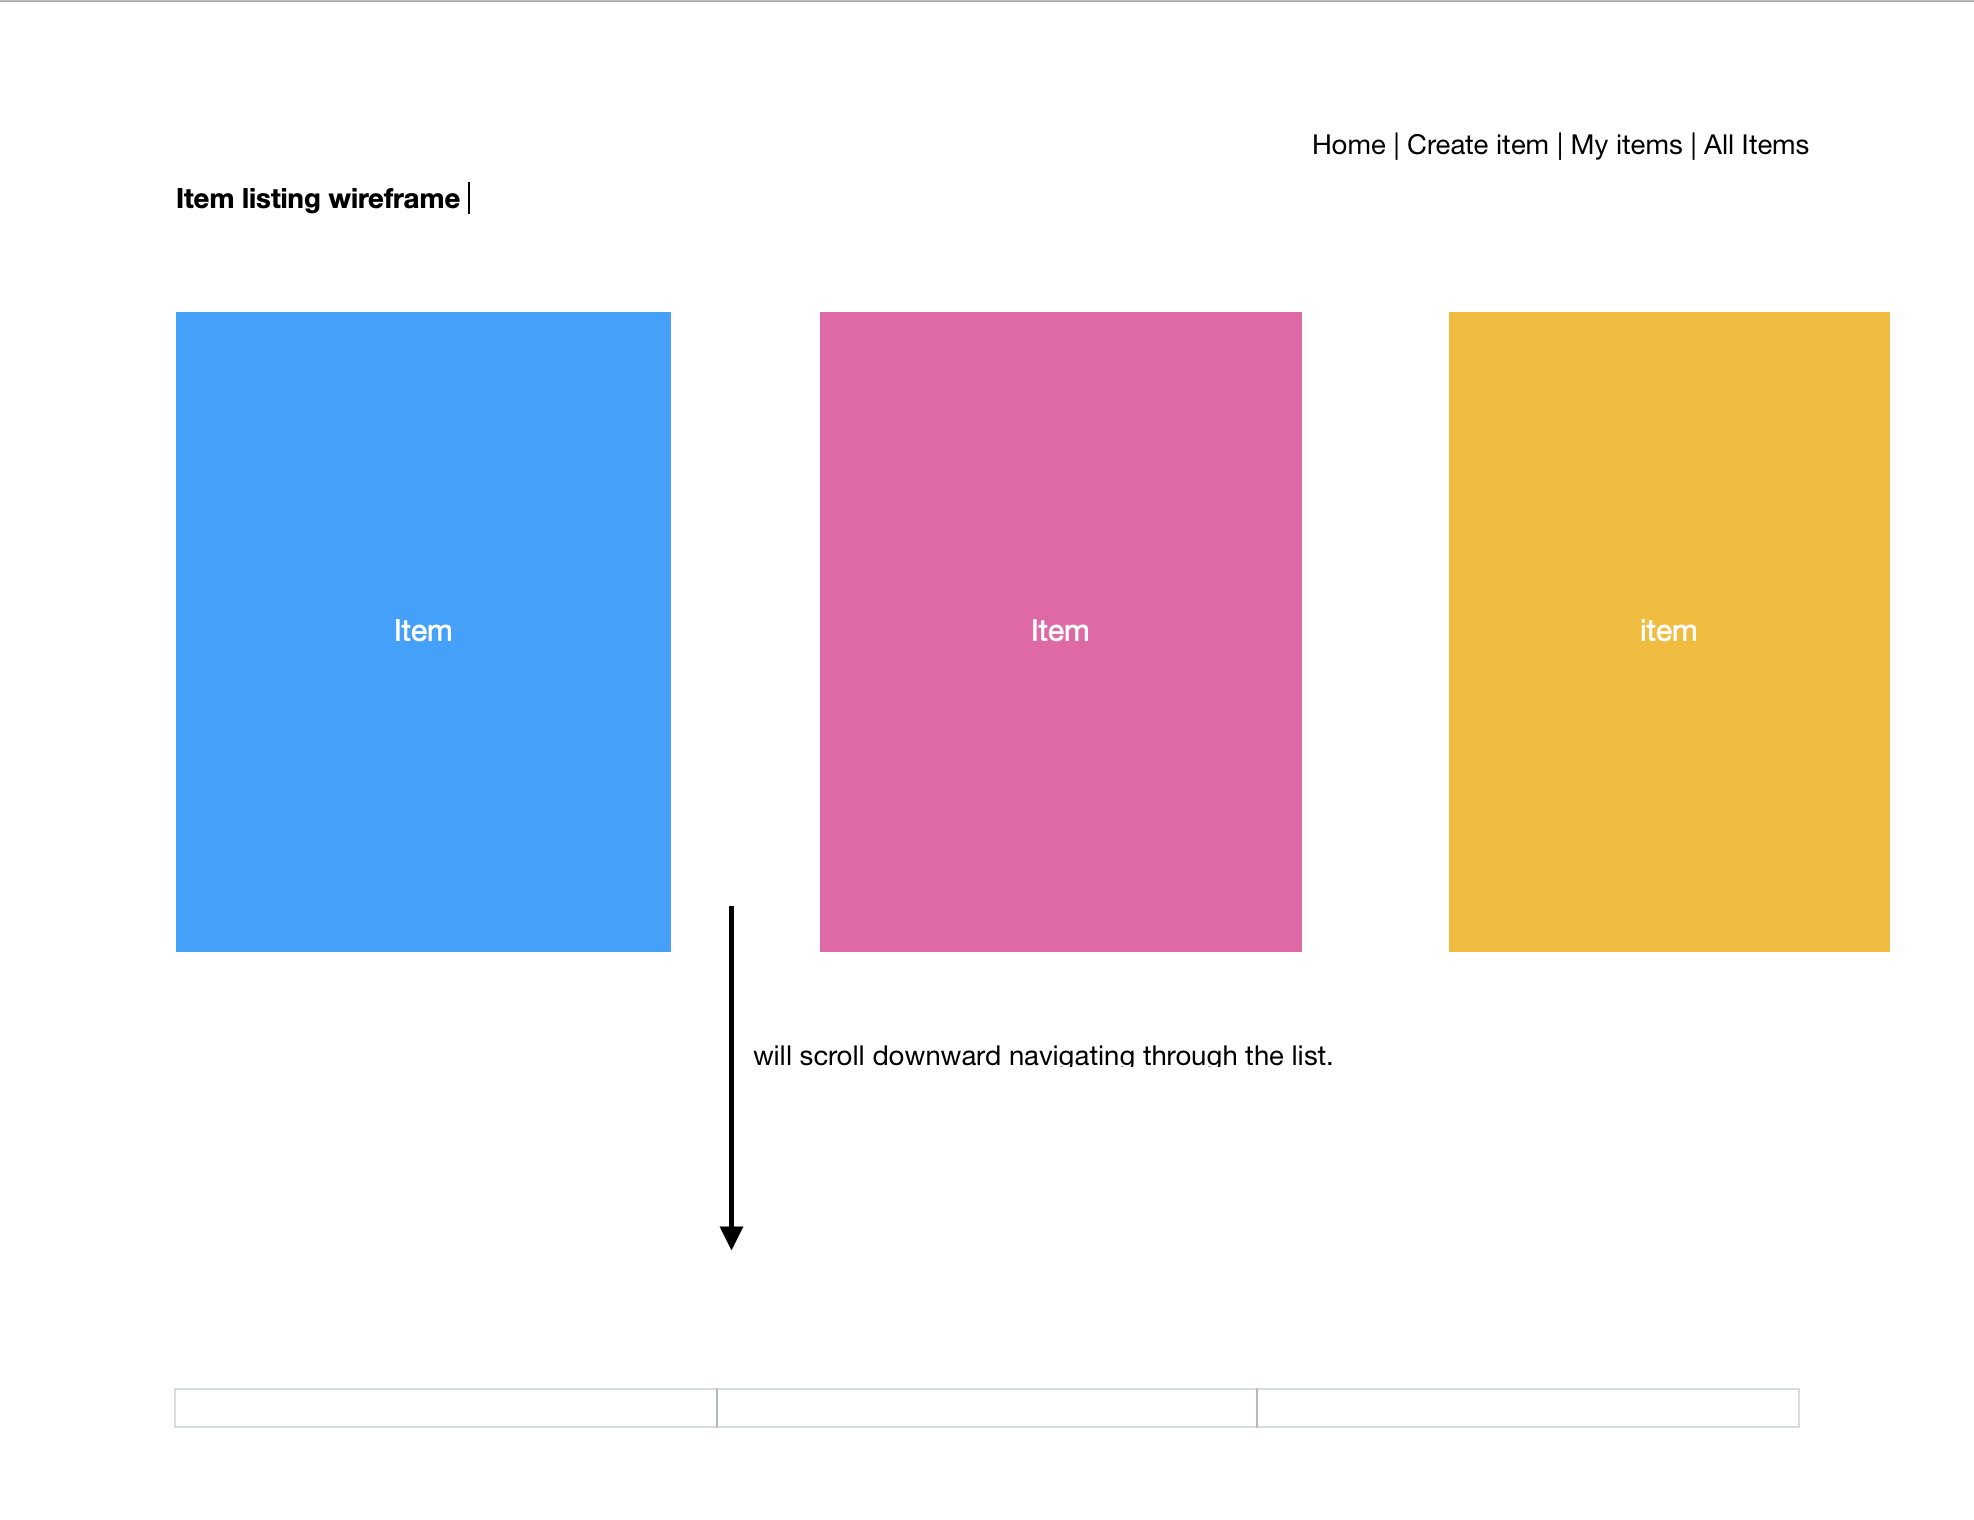 Home | Create item | My items | All Items
Item listing wireframe
Item
Item
item
will scroll downward navigating through the list.